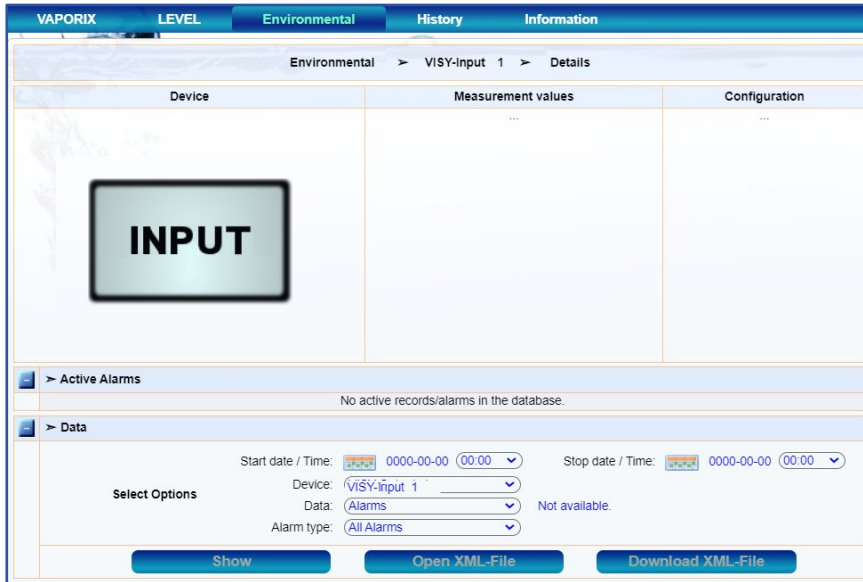 VAPORIX LEVEL Environmental History Information
Environmental ➢ VISY-Input 1 ➢ Details
Device Measurement values Configuration
... ...
INPUT
- ➢ Active Alarms
No active records/alarms in the database.
- ➢ Data
Start date / Time: 0000-00-00 00:00 Stop date / Time: 0000-00-00 00:00
Select Options
Device: VISY-Input 1
Data: Alarms Not available.
Alarm type: All Alarms
Show Open XML-File Download XML-File